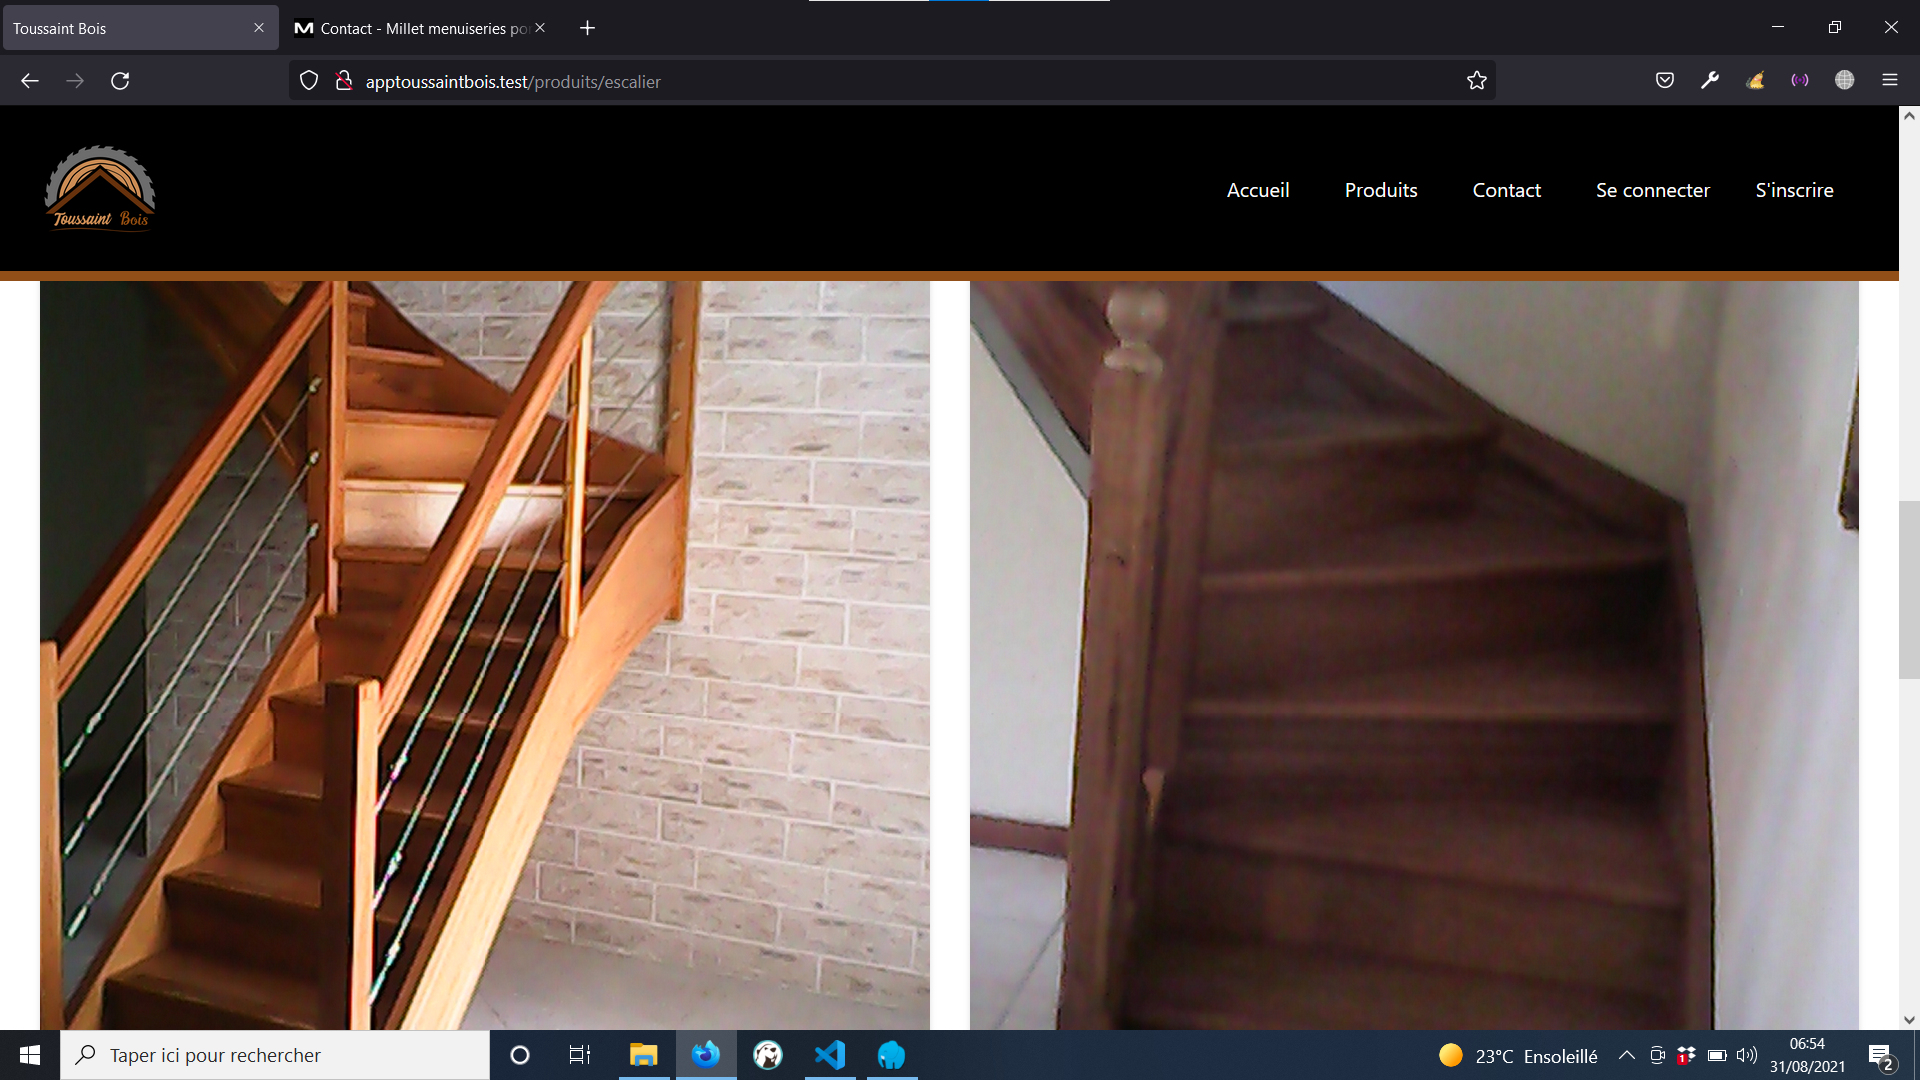 Toussaint Bois
Contact - Millet menuiseries po
apptoussaintbois.test/produits/escalier
Toussaint Bois
Accueil
Produits
Contact
Se connecter
S'inscrire
Taper ici pour rechercher
23°C Ensoleillé
1
06:54
31/08/2021
2